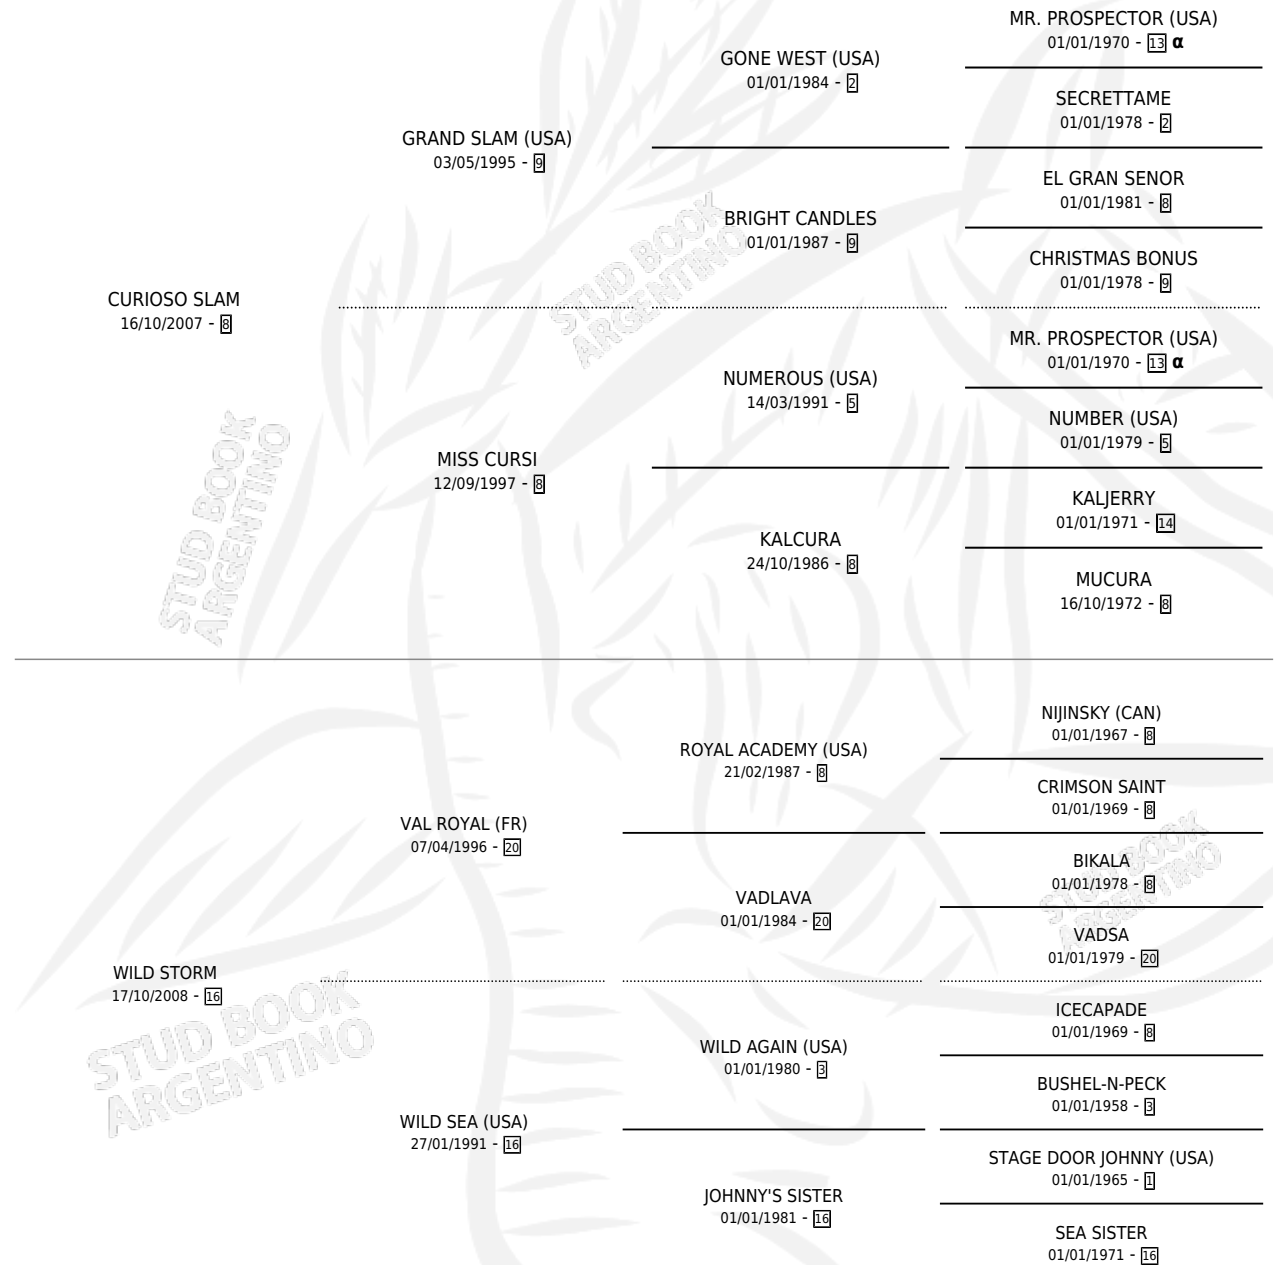 MR. PROSPECTOR (USA)
01/01/1970 - 13 α
GONE WEST (USA)
01/01/1984 - 2
SECRETTAME
01/01/1978 - 2
GRAND SLAM (USA)
03/05/1995 - 9
EL GRAN SENOR
01/01/1981 - 8
BRIGHT CANDLES
01/01/1987 - 9
CHRISTMAS BONUS
01/01/1978 - 9
CURIOSO SLAM
16/10/2007 - 8
MR. PROSPECTOR (USA)
01/01/1970 - 13 α
NUMEROUS (USA)
14/03/1991 - 5
NUMBER (USA)
01/01/1979 - 5
MISS CURSI
12/09/1997 - 8
KALJERRY
01/01/1971 - 14
KALCURA
24/10/1986 - 8
MUCURA
16/10/1972 - 8
NIJINSKY (CAN)
01/01/1967 - 8
ROYAL ACADEMY (USA)
21/02/1987 - 8
CRIMSON SAINT
01/01/1969 - 8
VAL ROYAL (FR)
07/04/1996 - 20
BIKALA
01/01/1978 - 8
VADLAVA
01/01/1984 - 20
VADSA
01/01/1979 - 20
WILD STORM
17/10/2008 - 16
ICECAPADE
01/01/1969 - 8
WILD AGAIN (USA)
01/01/1980 - 3
BUSHEL-N-PECK
01/01/1958 - 3
WILD SEA (USA)
27/01/1991 - 16
STAGE DOOR JOHNNY (USA)
01/01/1965 - 1
JOHNNY'S SISTER
01/01/1981 - 16
SEA SISTER
01/01/1971 - 16
STUD BOOK
ARGENTINO
STUD BOOK
ARGENTINO
STUD BOOK
ARGENTINO
STUD BOOK
ARGENTINO